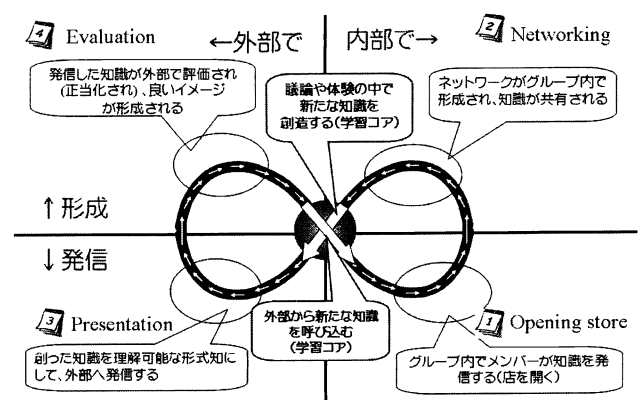 4 Evaluation
←外部で
内部で→
2 Networking
発信した知識が外部で評価され
(正当化され)、良いイメージ
が形成される
議論や体験の中で
新たな知識を
創造する(学習コア)
ネットワークがグループ内で
形成され、知識が共有される
↑形成
↓発信
3 Presentation
創った知識を理解可能な形式知に
して、外部へ発信する
外部から新たな知識
を呼び込む
(学習コア)
1 Opening store
グループ内でメンバーが知識を発
信する(店を開く)